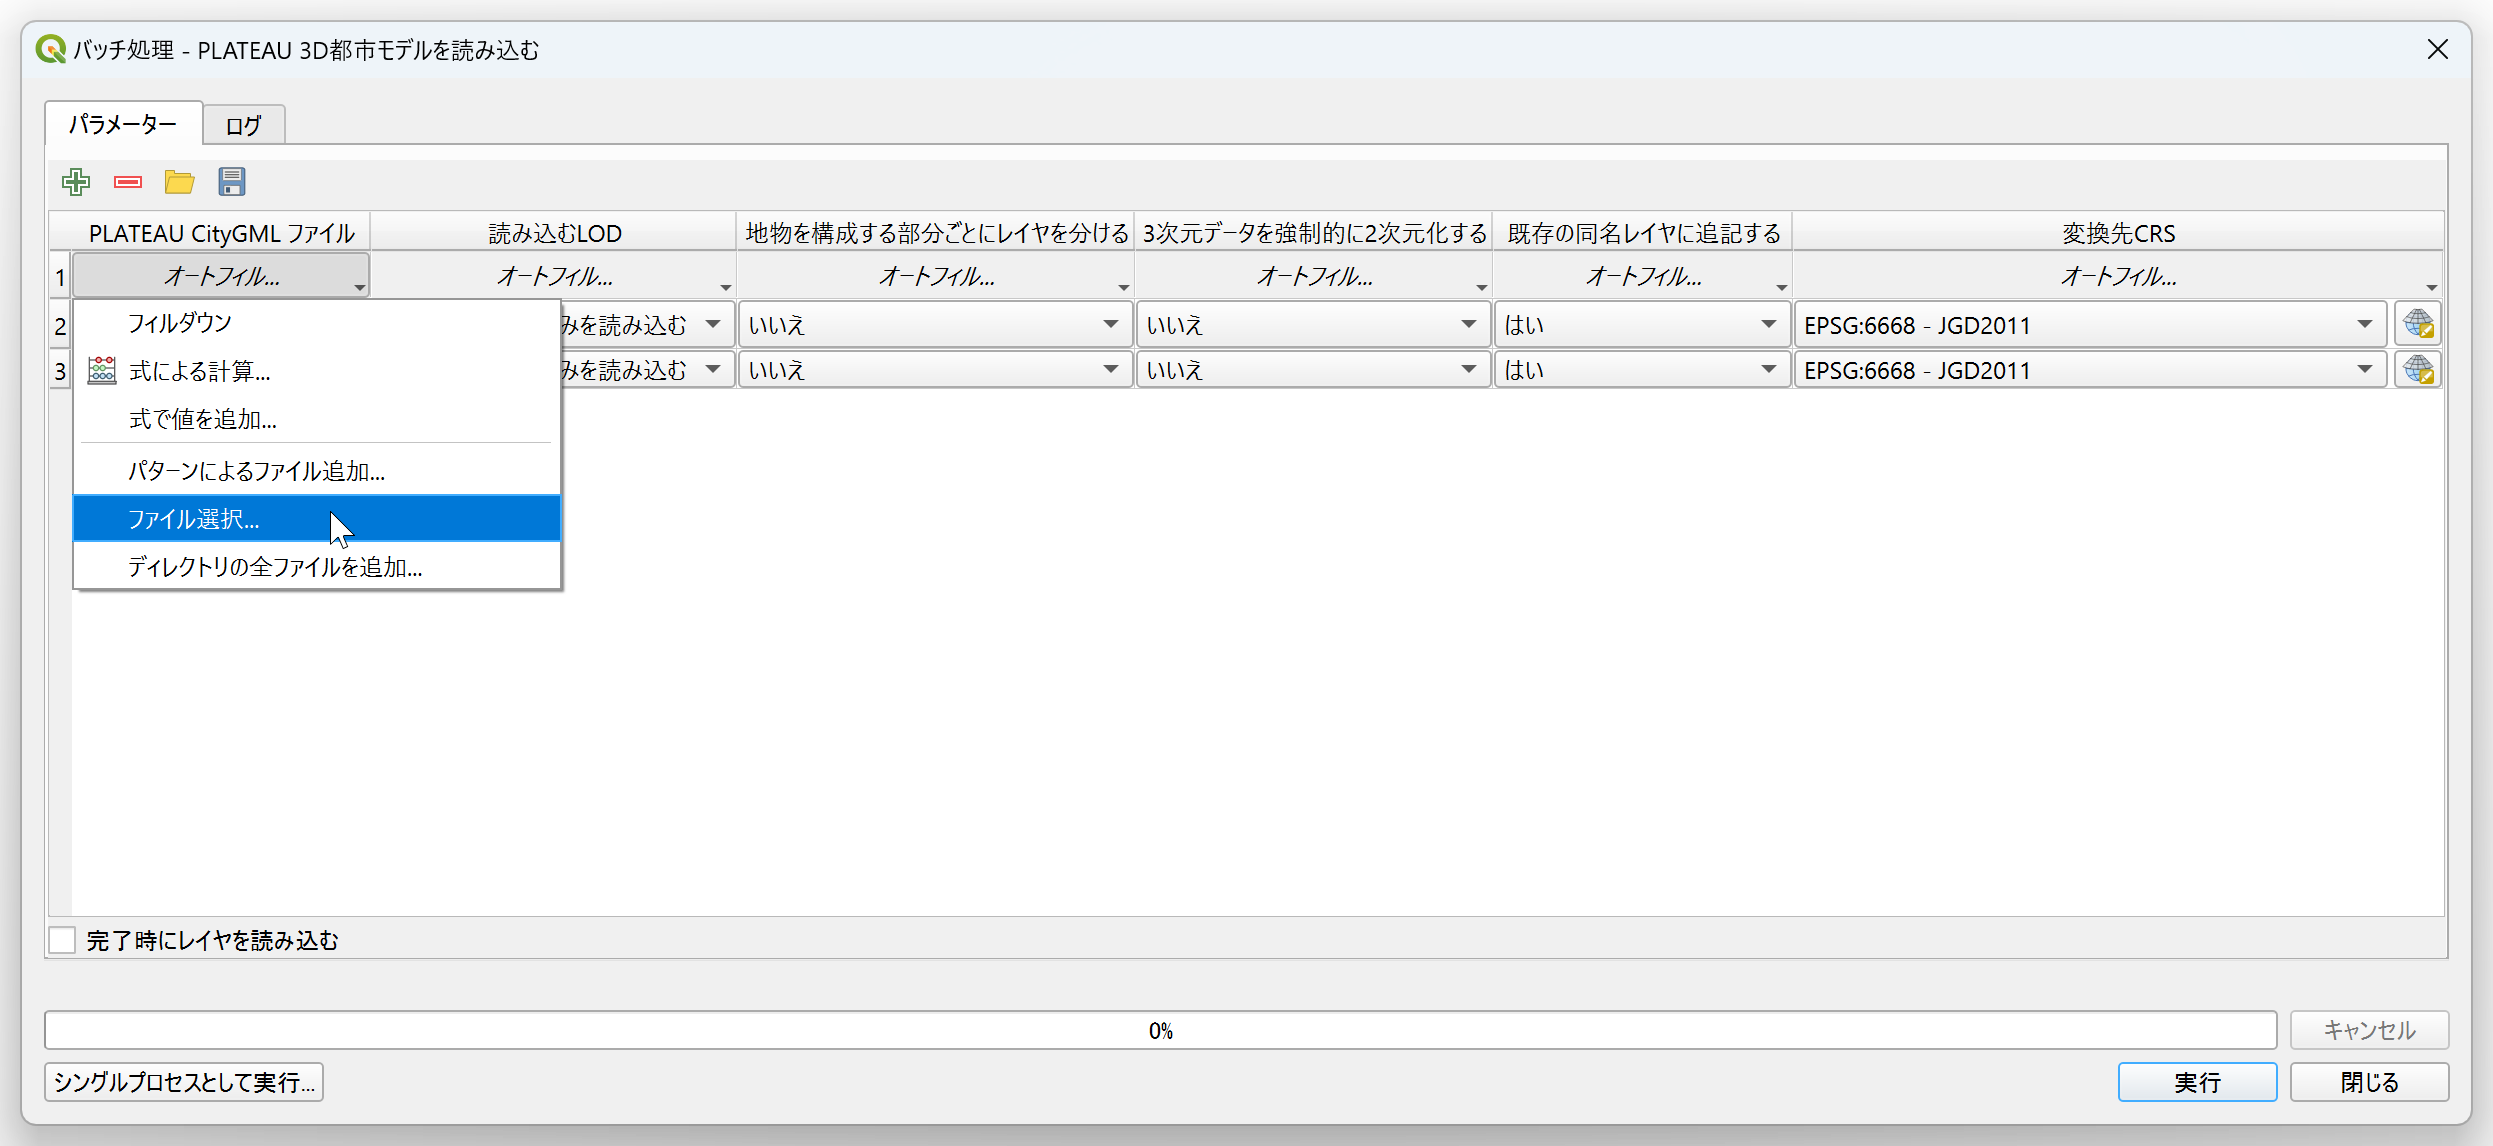 バッチ処理 - PLATEAU 3D都市モデルを読み込む
パラメーター ログ
PLATEAU CityGML ファイル 読み込むLOD 地物を構成する部分ごとにレイヤを分ける 3次元データを強制的に2次元化する 既存の同名レイヤに追記する 変換先CRS
1 オートフィル... オートフィル... オートフィル... オートフィル... オートフィル... オートフィル...
2 みを読み込む いいえ いいえ はい EPSG:6668 - JGD2011
3 みを読み込む いいえ いいえ はい EPSG:6668 - JGD2011
フィルダウン
式による計算...
式で値を追加...
パターンによるファイル追加...
ファイル選択...
ディレクトリの全ファイルを追加...
完了時にレイヤを読み込む
0%
キャンセル
シングルプロセスとして実行... 実行 閉じる